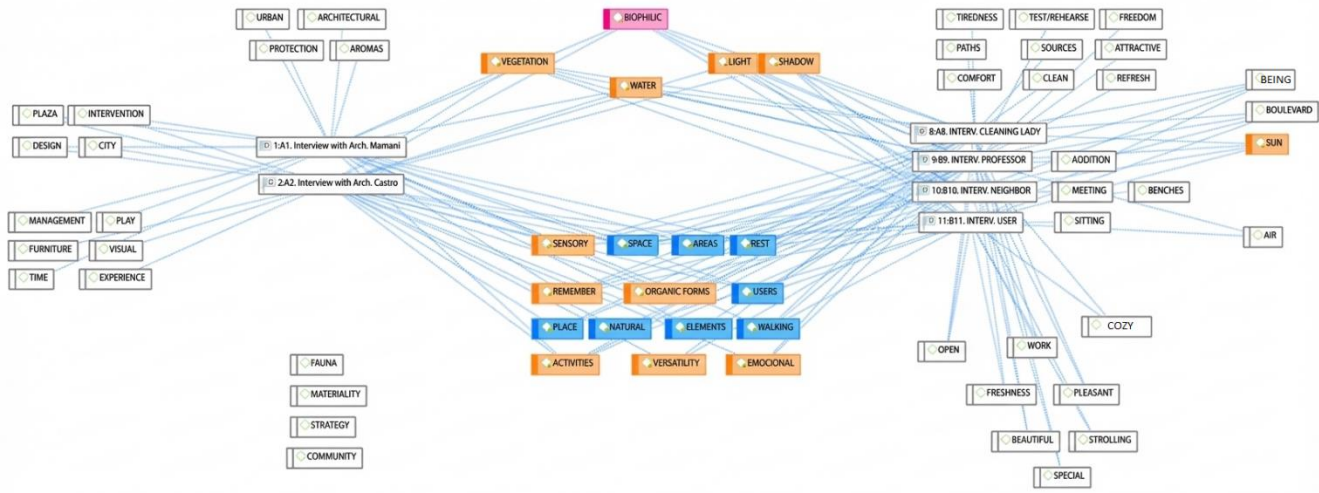 URBAN
ARCHITECTURAL
PROTECTION
AROMAS
BIOPHILIC
VEGETATION
LIGHT
SHADOW
WATER
TIREDNESS
TEST/REHEARSE
FREEDOM
PATHS
SOURCES
ATTRACTIVE
COMFORT
CLEAN
REFRESH
BEING
BOULEVARD
SUN
PLAZA
INTERVENTION
DESIGN
CITY
1:A1. Interview with Arch. Mamani
2:A2. Interview with Arch. Castro
8:A8. INTERV. CLEANING LADY
9:B9. INTERV. PROFESSOR
AODITION
10:B10. INTERV. NEIGHBOR
MEETING
BENCHES
11:B11. INTERV. USER
SITTING
AIR
MANAGEMENT
PLAY
FURNITURE
VISUAL
TIME
EXPERIENCE
SENSORY
SPACE
AREAS
REST
REMEMBER
ORGANIC FORMS
USERS
PLACE
NATURAL
ELEMENTS
WALKING
ACTIVITIES
VERSATILITY
EMOCIONAL
FAUNA
MATERIALITY
STRATEGY
COMMUNITY
COZY
OPEN
WORK
FRESHNESS
PLEASANT
BEAUTIFUL
STROLLING
SPECIAL